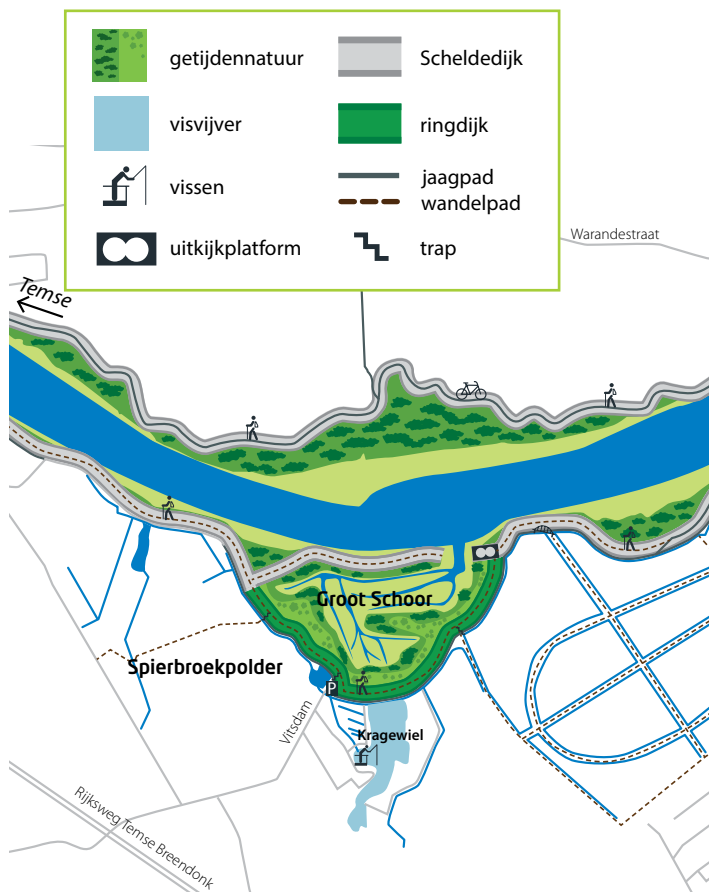 getijdennatuur
Scheldedijk
visvijver
ringdijk
vissen
jaagpad
wandelpad
uitkijkplatform
trap
Warandestraat
Temse
Groot Schoor
Spierbroekpolder
P
Vitsdam
Kragewiel
Rijksweg Temse Breendonk